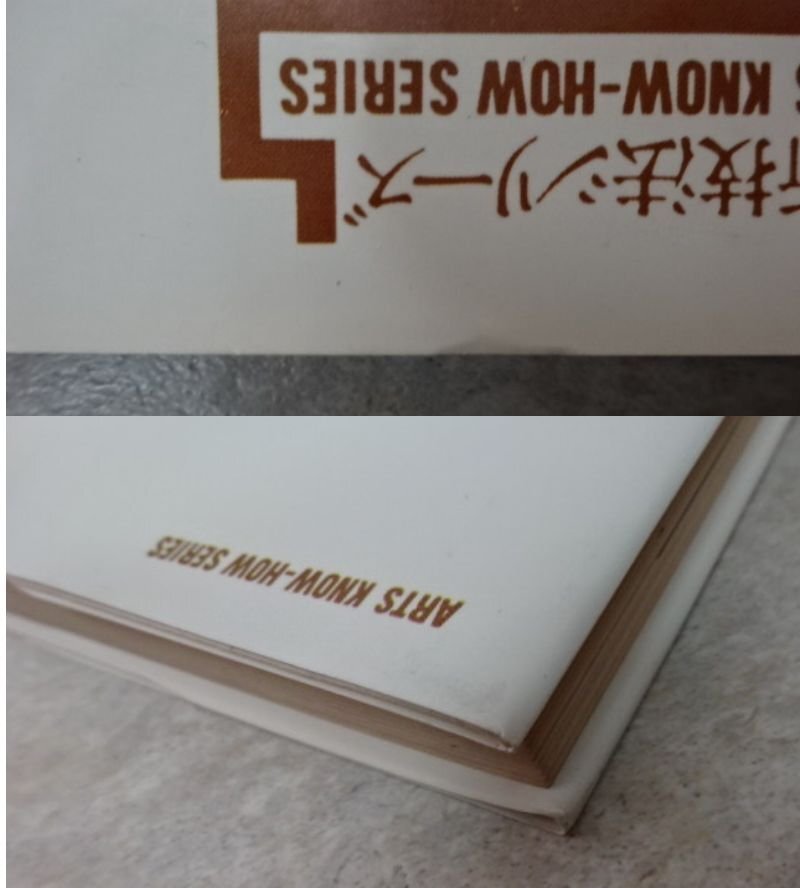 技法シリーズ
KNOW-HOW SERIES
ARTS KNOW-HOW SERIES